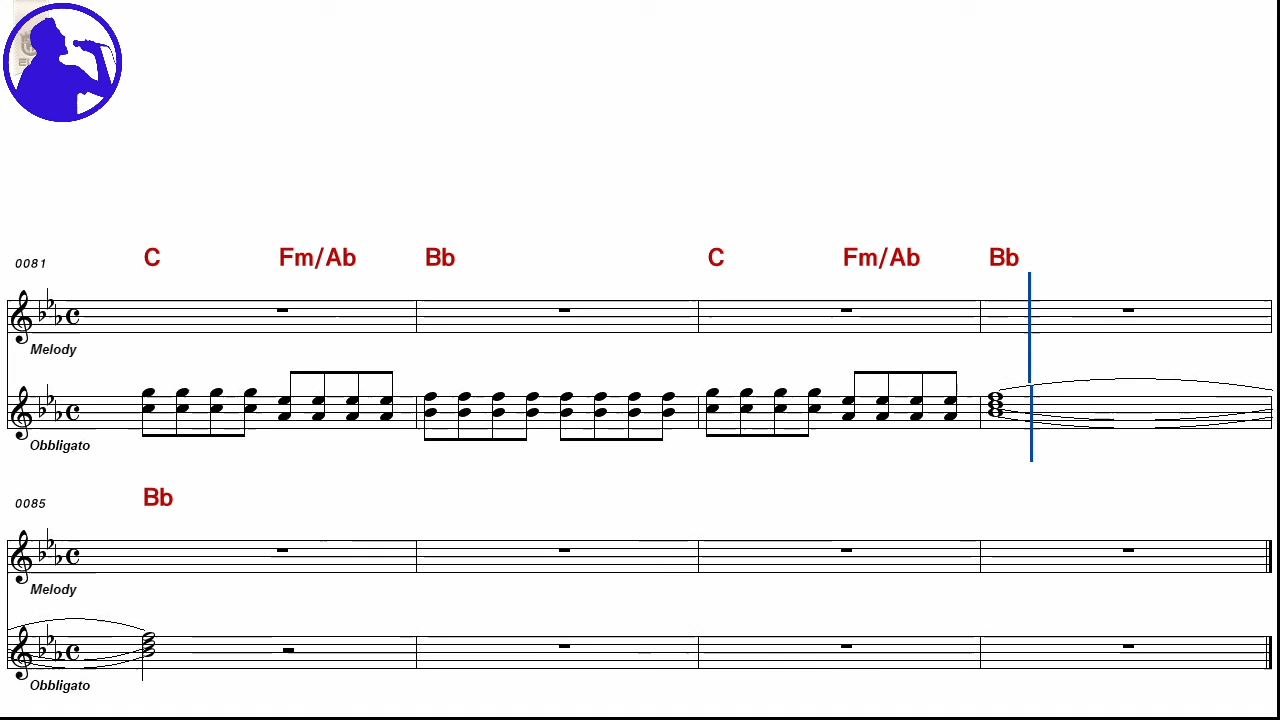 C Fm/Ab Bb C Fm/Ab Bb
0081
Melody
Obbligato
Bb
0085
Melody
Obbligato